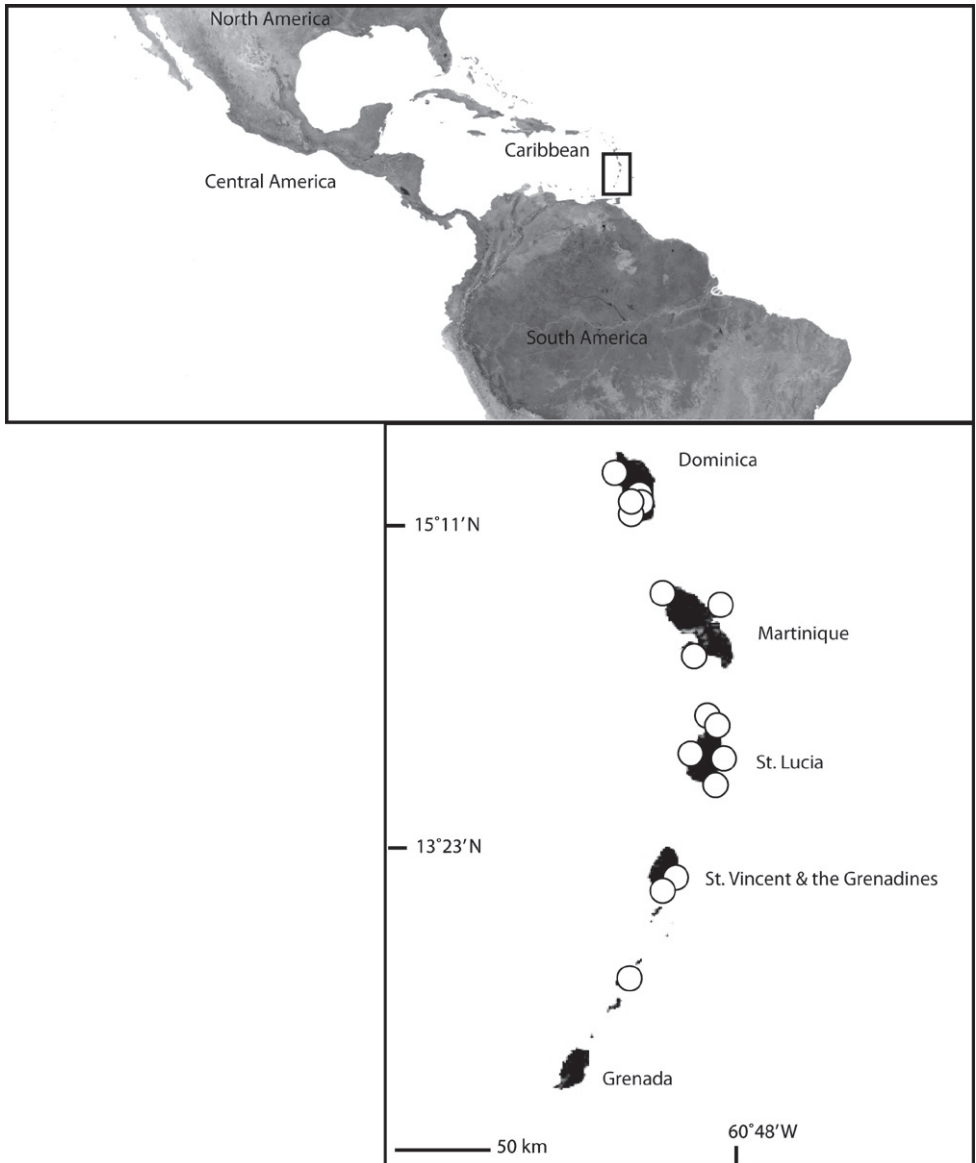 North America
Caribbean
Central America
South America
Dominica
15°11′N
Martinique
St. Lucia
13°23′N
St. Vincent & the Grenadines
Grenada
60°48′W
50 km